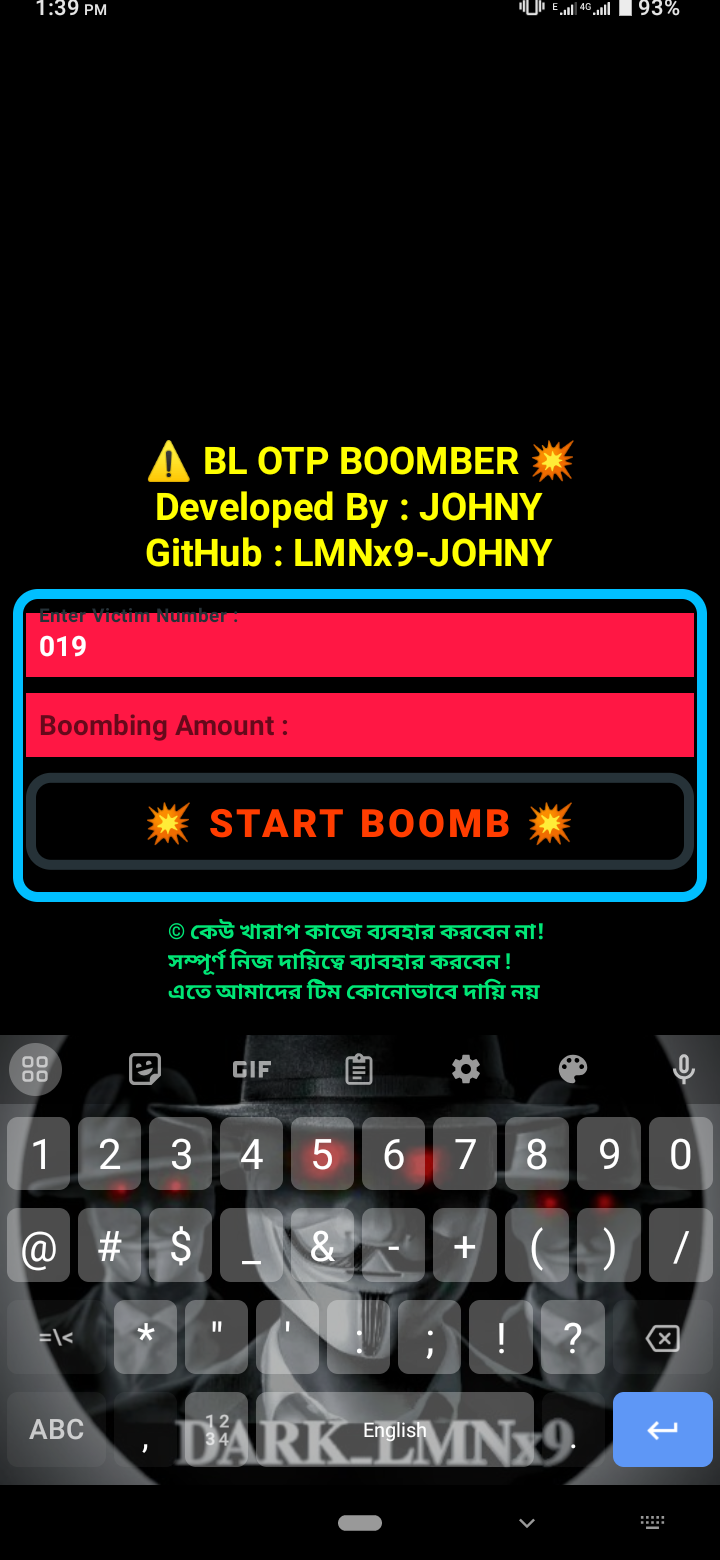 1:39 PM
E 4G 93%
⚠️ BL OTP BOOMBER 💥
Developed By : JOHNY
GitHub : LMNx9-JOHNY
Enter Victim Number :
019
Boombing Amount :
💥 START BOOMB 💥
© কেউ খারাপ কাজে ব্যবহার করবেন না!
সম্পূর্ণ নিজ দায়িত্বে ব্যাবহার করবেন !
এতে আমাদের টিম কোনোভাবে দায়ি নয়
GIF
1 2 3 4 5 6 7 8 9 0
@ # $ _ & - + ( ) /
=\< * " ' : ; ! ?
ABC , 12 34 English .
DARK_LMNx9